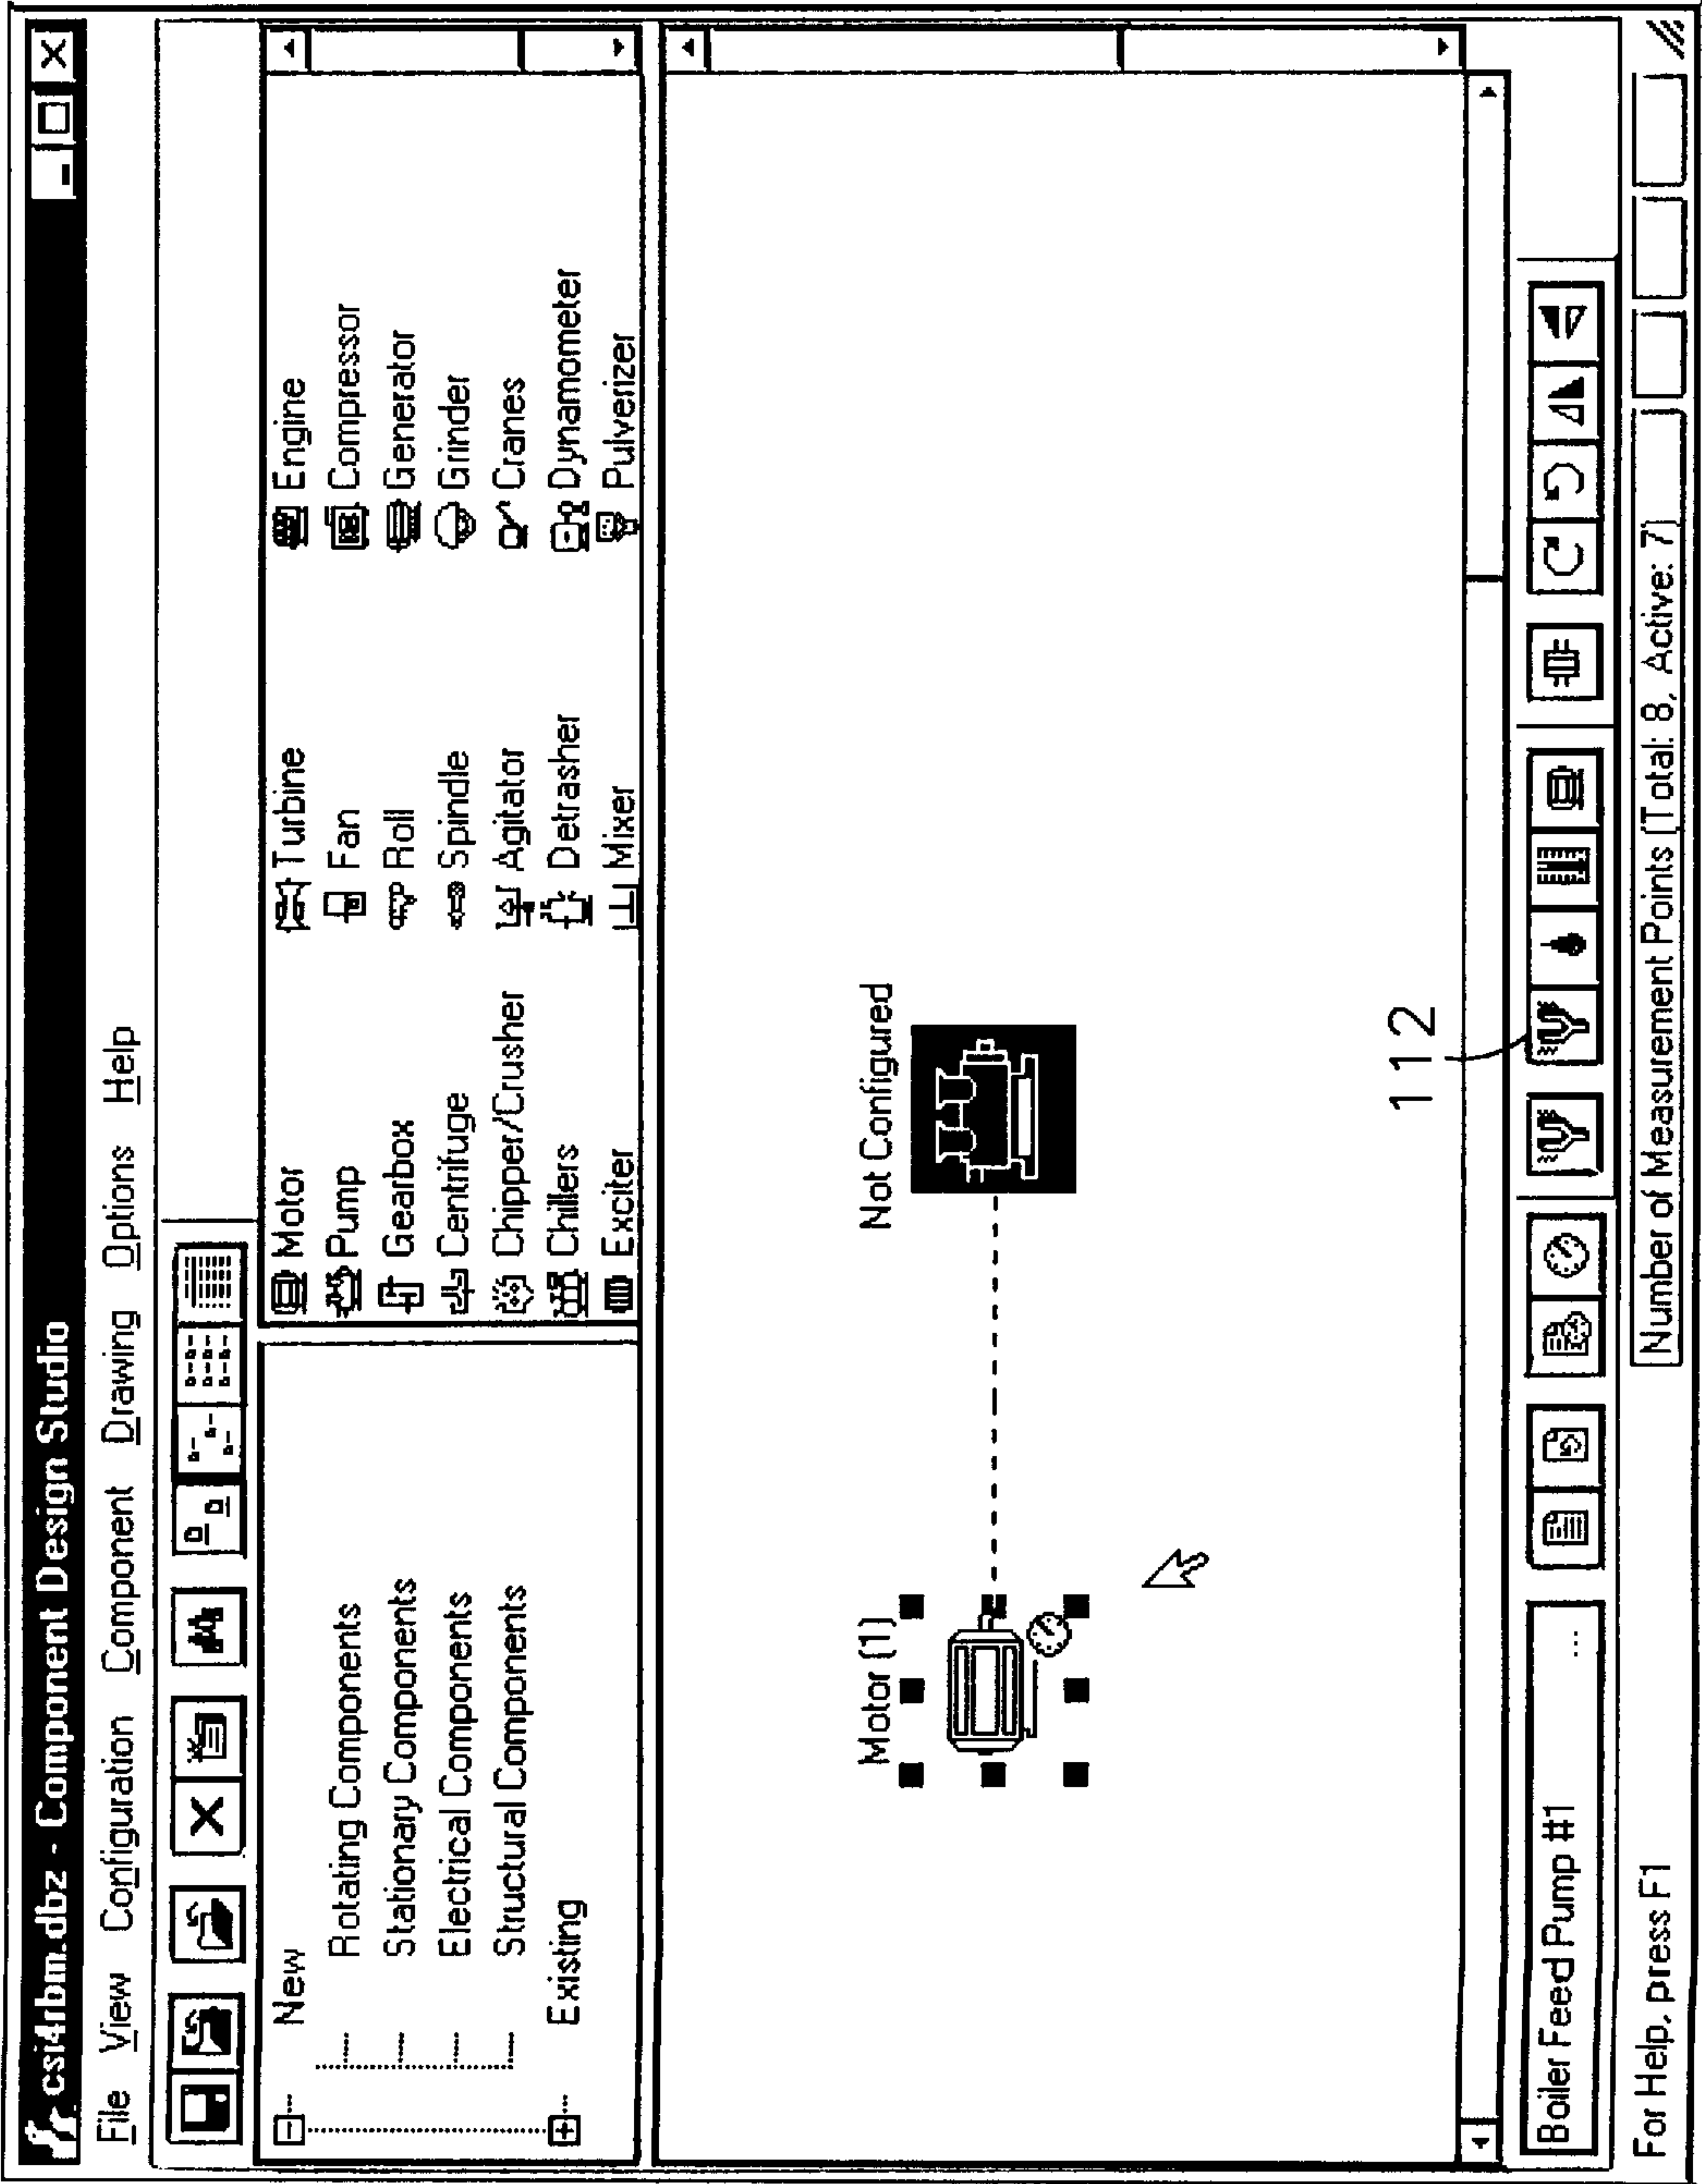 csi4rbm.dbz - Component Design Studio
File View Configuration Component Drawing Options Help
New
Rotating Components
Stationary Components
Electrical Components
Structural Components
Existing
Motor Turbine Engine
Pump Fan Compressor
Gearbox Roll Generator
Centrifuge Spindle Grinder
Chipper/Crusher Agitator Cranes
Chillers Detrasher Dynamometer
Exciter Mixer Pulverizer
Motor (1) Not Configured
112
Boiler Feed Pump #1 ...
For Help, press F1 Number of Measurement Points (Total: 8, Active: 7)